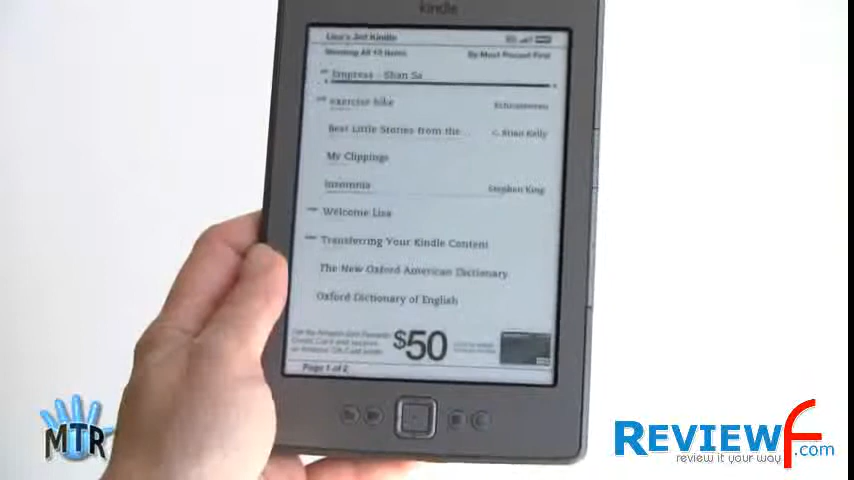 kindle
Lisa's 3rd Kindle
Showing All 13 Items By Most Recent First
Empress - Shan Sa
exercise bike
Best Little Stories from the... C. Brian Kelly
My Clippings
Insomnia Stephen King
Welcome Lisa
Transferring Your Kindle Content
The New Oxford American Dictionary
Oxford Dictionary of English
$50
Page 1 of 2
MTR
REVIEWF.com
review it your way